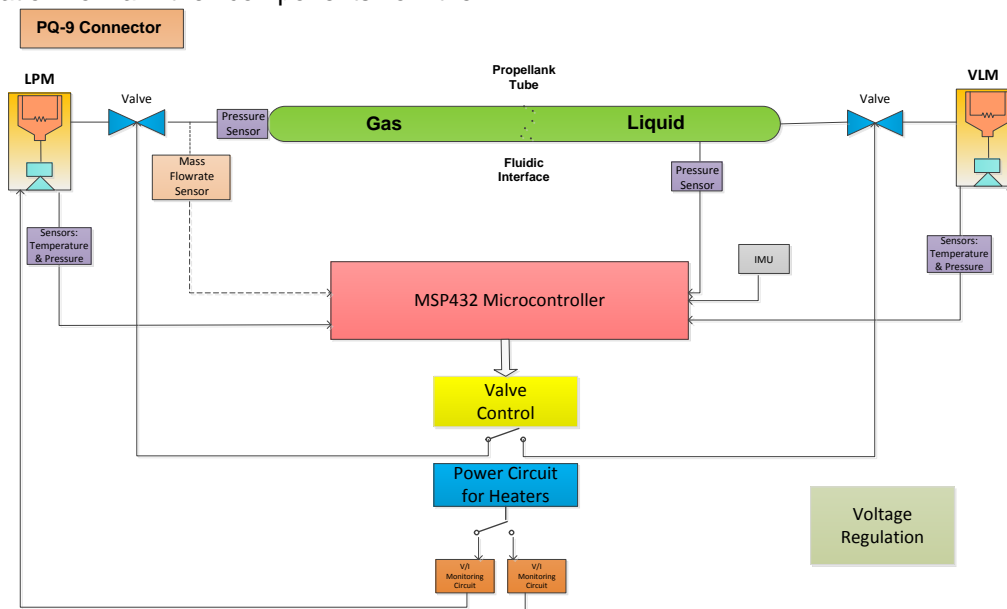 PQ-9 Connector
LPM
Valve
Pressure
Sensor
Propellank
Tube
Gas
Liquid
Fluidic
Interface
Valve
VLM
Mass
Flowrate
Sensor
Pressure
Sensor
Sensors:
Temperature
& Pressure
IMU
Sensors:
Temperature
& Pressure
MSP432 Microcontroller
Valve
Control
Power Circuit
for Heaters
Voltage
Regulation
V/I
Monitoring
Circuit
V/I
Monitoring
Circuit